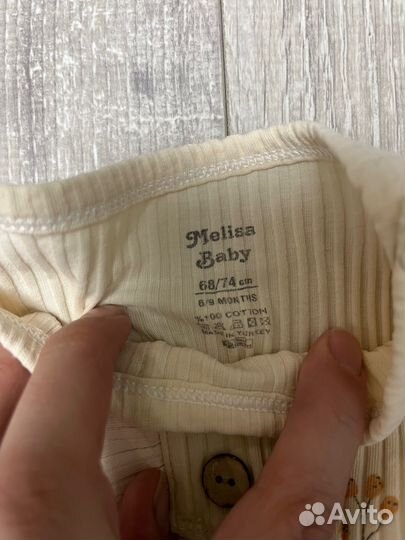 Melisa
Baby
68/74 cm
6/9 MONTHS
%100 COTTON
MADE IN TURKEY
Avito